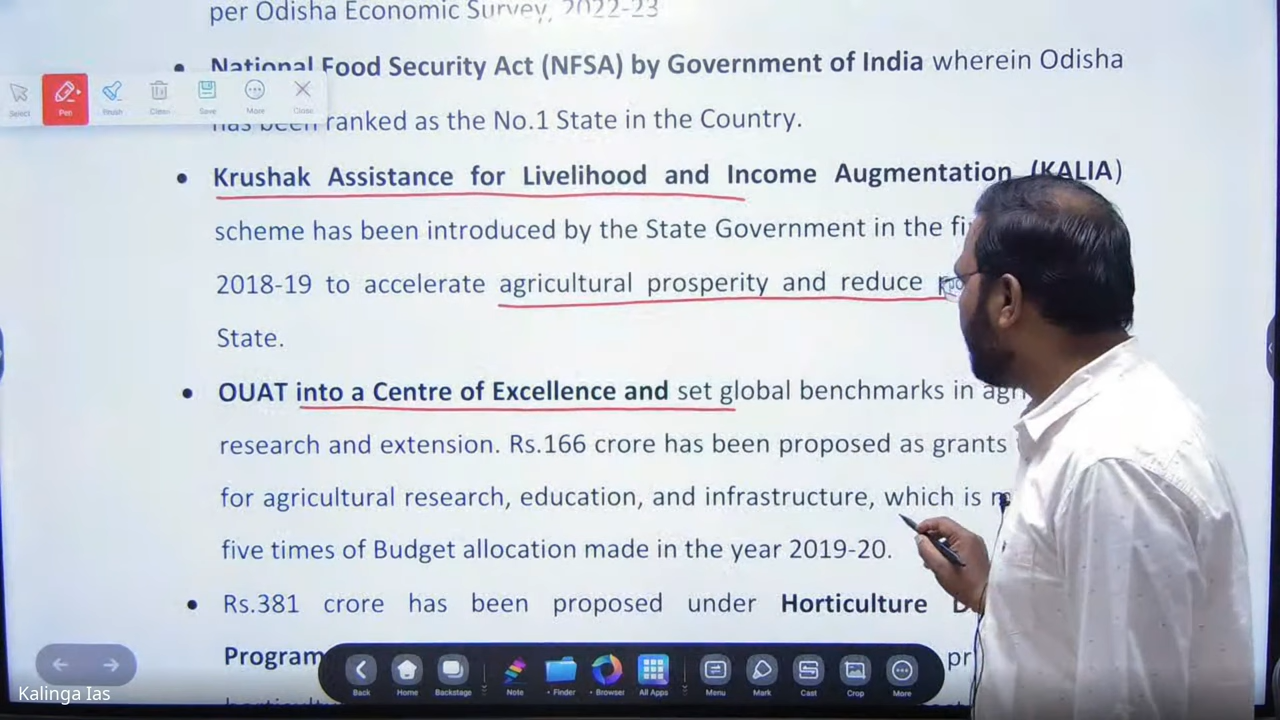 per Odisha Economic Survey, 2022-23
• National Food Security Act (NFSA) by Government of India wherein Odisha
has been ranked as the No.1 State in the Country.
Select Pen Brush Clean Save More Close
• Krushak Assistance for Livelihood and Income Augmentation (KALIA)
scheme has been introduced by the State Government in the
2018-19 to accelerate agricultural prosperity and reduce
State.
• OUAT into a Centre of Excellence and set global benchmarks in
research and extension. Rs.166 crore has been proposed as grants
for agricultural research, education, and infrastructure, which is
five times of Budget allocation made in the year 2019-20.
• Rs.381 crore has been proposed under Horticulture
Program
Back Home Backstage Note Finder Browser All Apps Menu Mark Cast Crop More
Kalinga Ias